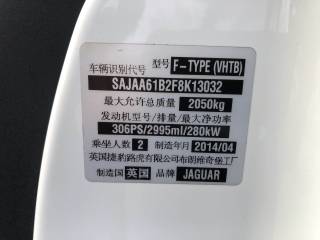 车辆识别代号 型号 F-TYPE (VHTB)
SAJAA61B2F8K13032
最大允许总质量 2050kg
发动机型号/排量/最大净功率
306PS/2995ml/280kW
乘坐人数 2 制造年月 2014/04
英国捷豹路虎有限公司布朗维奇堡工厂
制造国 英国 品牌 JAGUAR